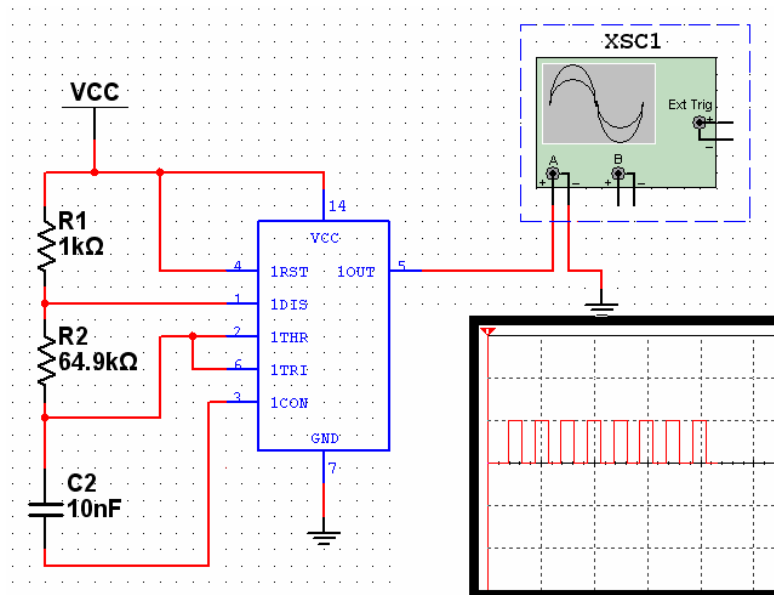 XSC1
VCC
Ext Trig
+
−
A
B
+
−
+
−
14
VCC
R1
1kΩ
4
1RST
1OUT
5
1
1DIS
R2
64.9kΩ
2
1THR
6
1TRI
3
1CON
GND
7
C2
10nF
1